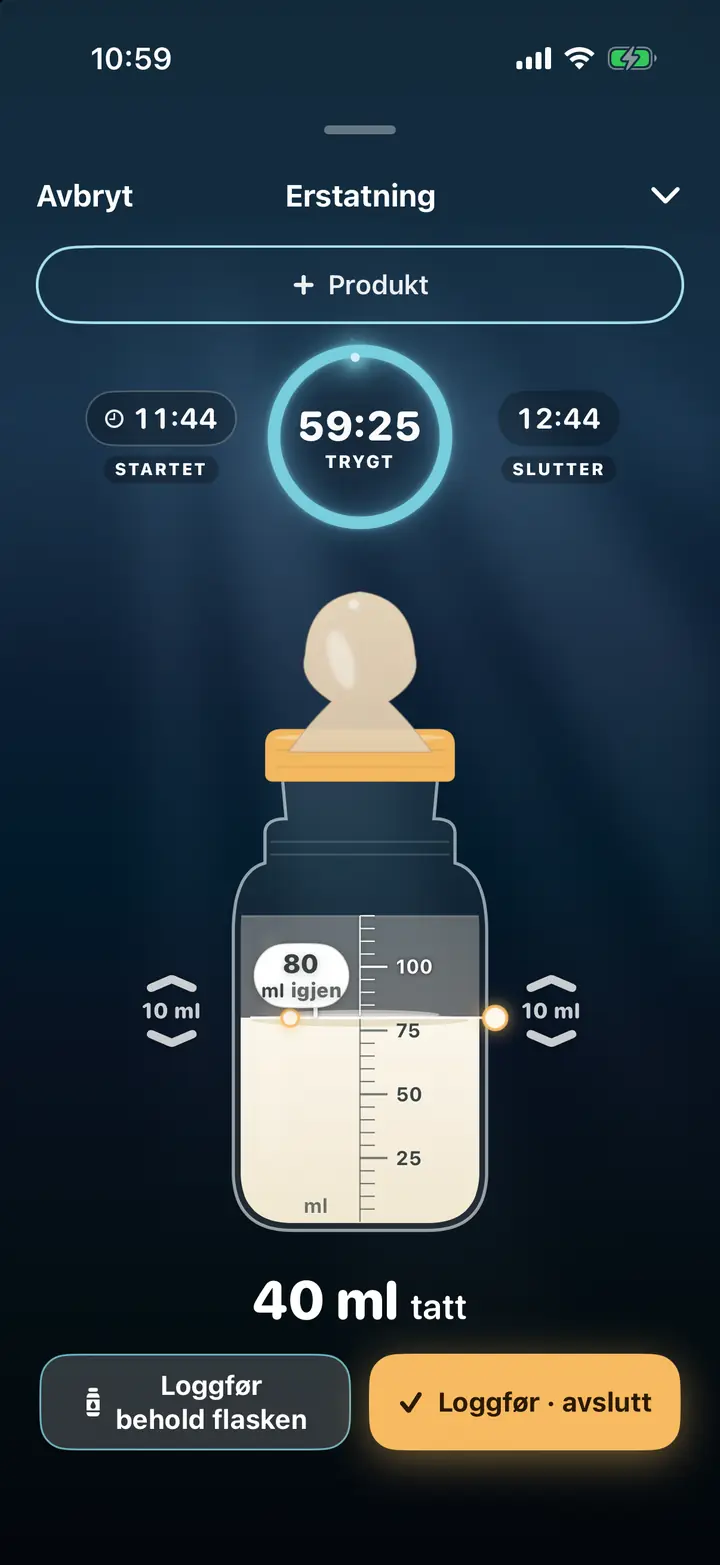 10:59
Avbryt
Erstatning
+ Produkt
11:44
STARTET
59:25
TRYGT
12:44
SLUTTER
80
ml igjen
100
75
50
25
ml
10 ml
10 ml
40 ml tatt
Loggfør
behold flasken
Loggfør · avslutt